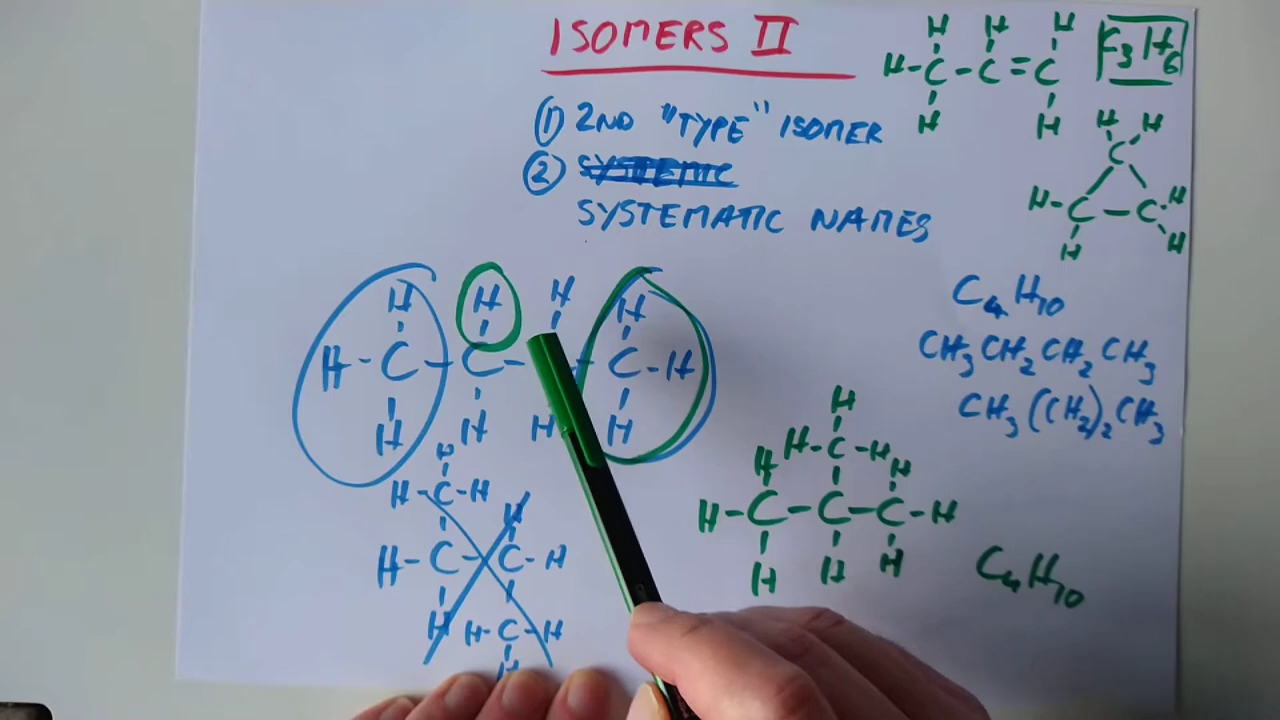 ISOMERS II
① 2ND "TYPE" ISOMER
②
SYSTEMATIC NAMES
H H H
H-C-C=C
H H
C3H6
H H
C
H-C-C-H
H H
C4H10
CH3CH2CH2CH3
CH3(CH2)2CH3
H H H H
H-C-C- C-H
H H H H
H
H-C-H
H
H-C-C-H
H H-C-H
H
H
H-C-H
H H
H-C-C-C-H
H H H
C4H10